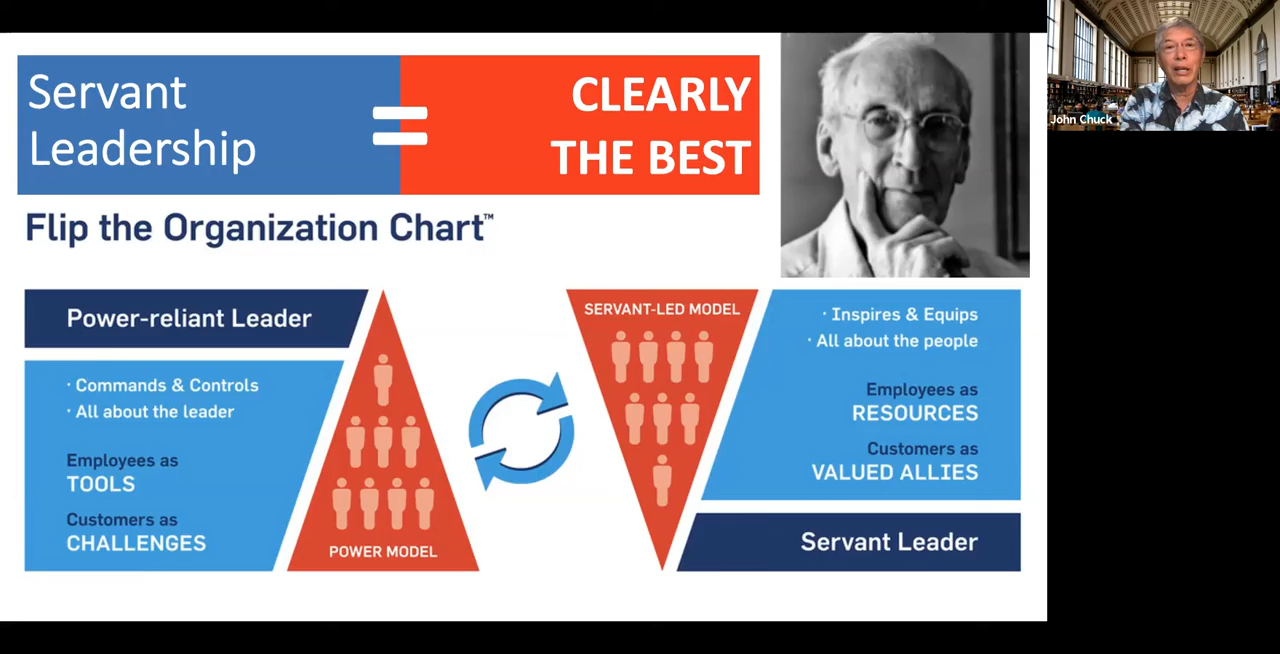 Servant
Leadership
=
CLEARLY
THE BEST
John Chuck
Flip the Organization Chart™
Power-reliant Leader
· Commands & Controls
· All about the leader
Employees as
TOOLS
Customers as
CHALLENGES
POWER MODEL
SERVANT-LED MODEL
· Inspires & Equips
· All about the people
Employees as
RESOURCES
Customers as
VALUED ALLIES
Servant Leader